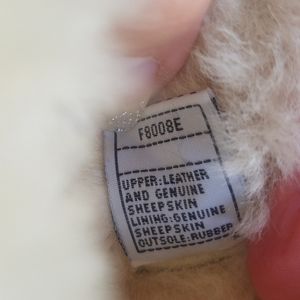 F8008E
UPPER:LEATHER
AND GENUINE
SHEEPSKIN
LINING:GENUINE
SHEEPSKIN
OUTSOLE:RUBBER